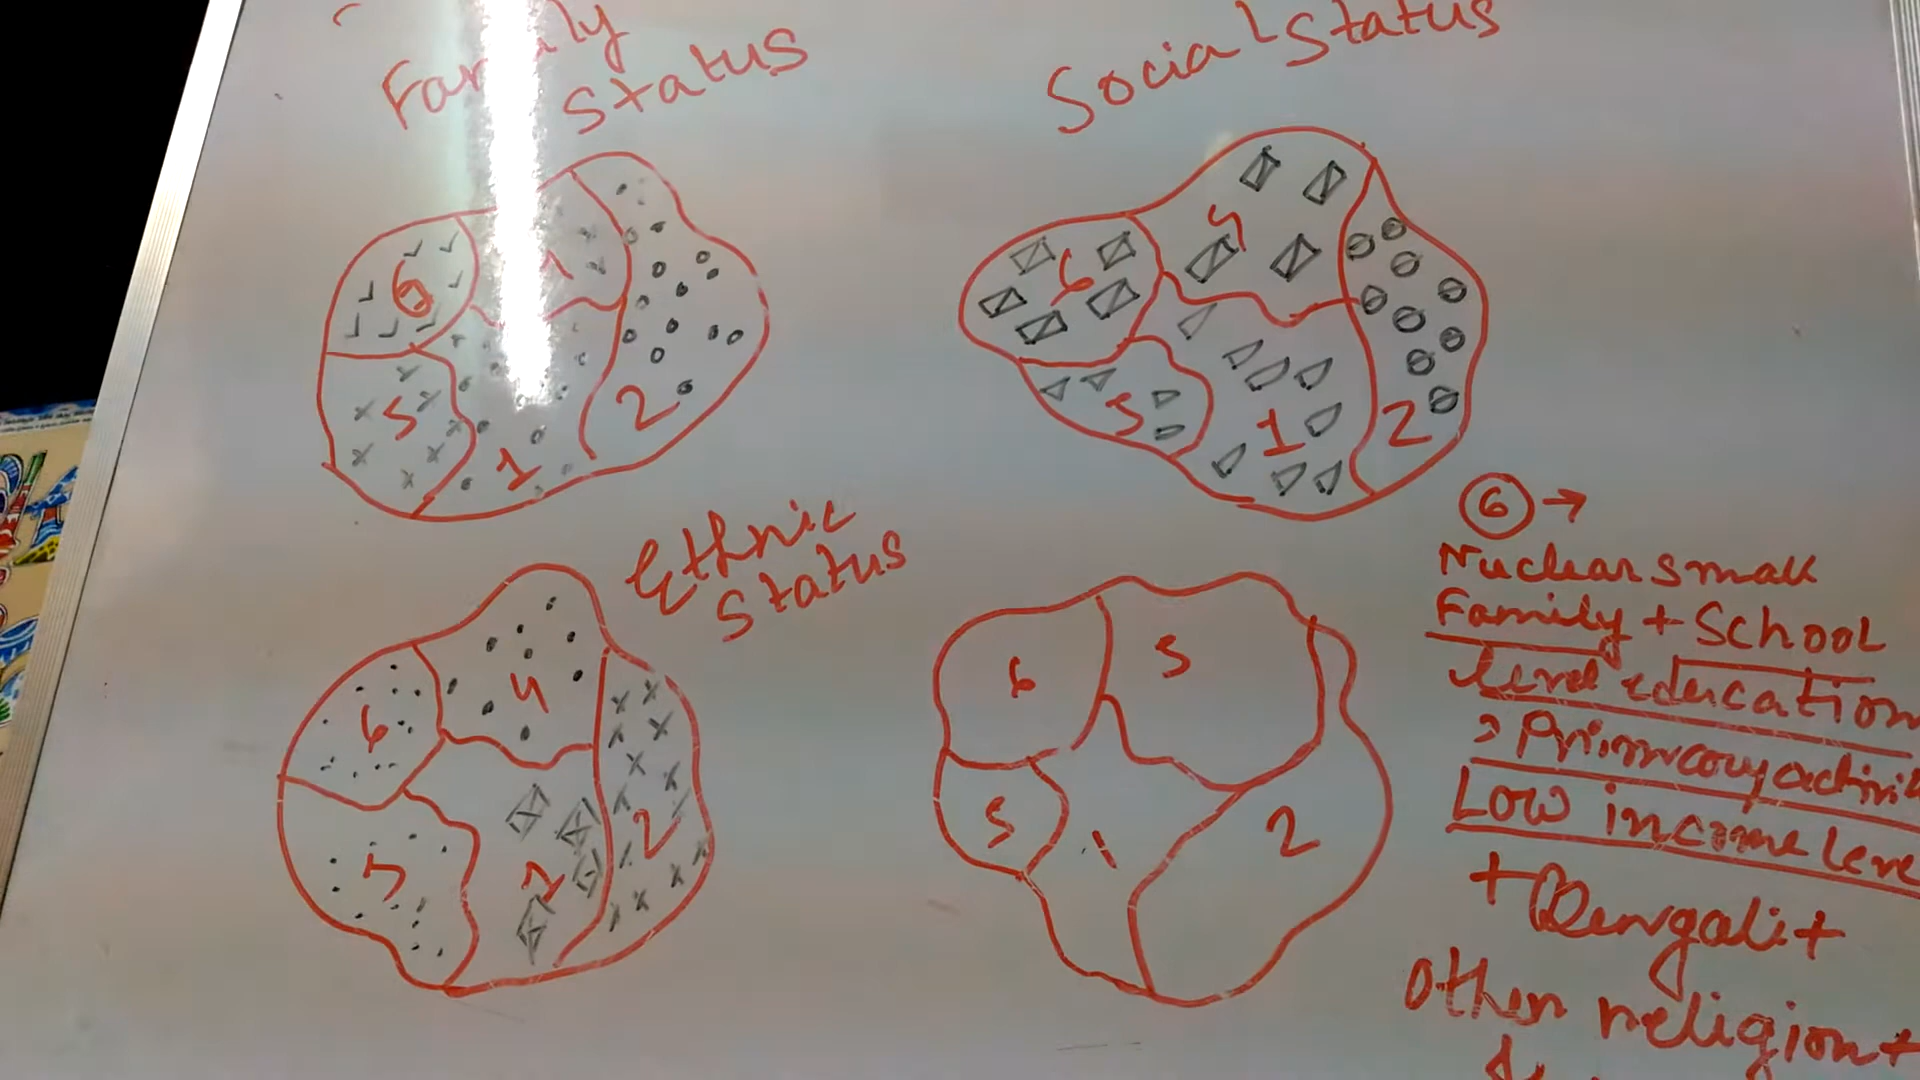 Family
Status
Social Status
6
5
1
2
6
4
5
1
2
Ethnic
Status
6
4
5
1
2
6
5
5
1
2
6 →
Nuclear small
Family + School
level education
Primary activi
Low income leve
+ Bengali +
other religion +